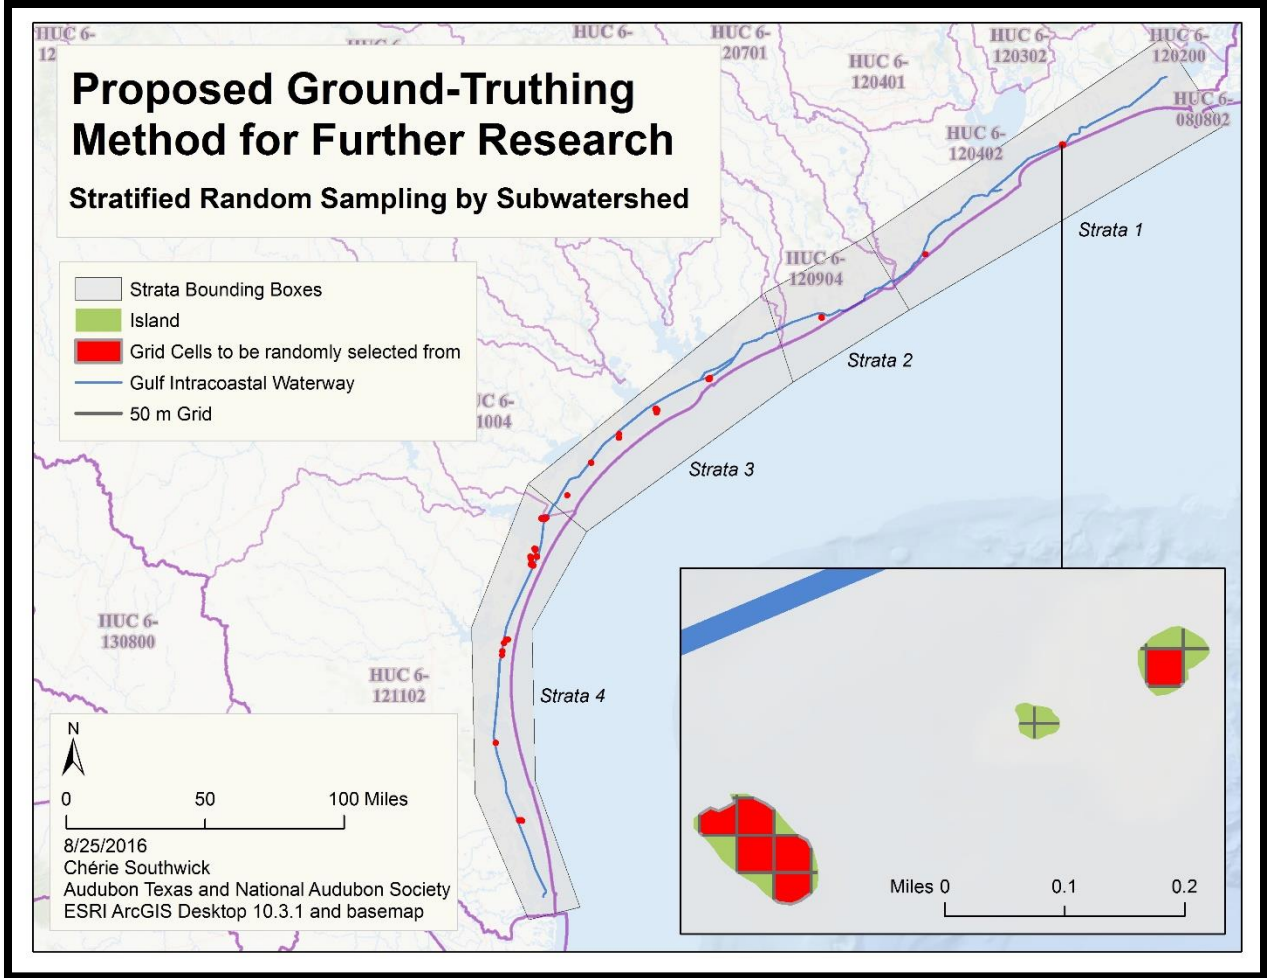 HUC 6-
12
HUC 6-
HUC 6-
20701
HUC 6-
120401
HUC 6-
120302
HUC 6-
120200
HUC 6-
080802
HUC 6-
120402
Proposed Ground-Truthing
Method for Further Research
Stratified Random Sampling by Subwatershed
Strata 1
HUC 6-
120904
Strata Bounding Boxes
Island
Grid Cells to be randomly selected from
Gulf Intracoastal Waterway
50 m Grid
Strata 2
UC 6-
1004
Strata 3
HUC 6-
130800
HUC 6-
121102
Strata 4
N
0 50 100 Miles
8/25/2016
Chérie Southwick
Audubon Texas and National Audubon Society
ESRI ArcGIS Desktop 10.3.1 and basemap
Miles 0 0.1 0.2